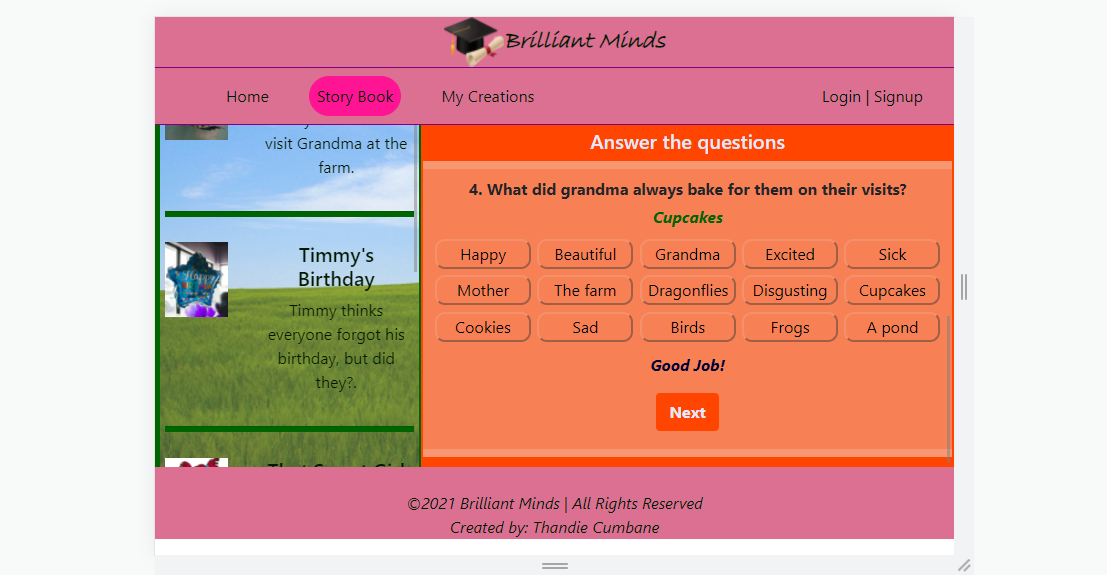 Brilliant Minds
Home
Story Book
My Creations
Login | Signup
visit Grandma at the
farm.
Timmy's
Birthday
Timmy thinks
everyone forgot his
birthday, but did
they?.
Answer the questions
4. What did grandma always bake for them on their visits?
Cupcakes
Happy
Beautiful
Grandma
Excited
Sick
Mother
The farm
Dragonflies
Disgusting
Cupcakes
Cookies
Sad
Birds
Frogs
A pond
Good Job!
Next
©2021 Brilliant Minds | All Rights Reserved
Created by: Thandie Cumbane